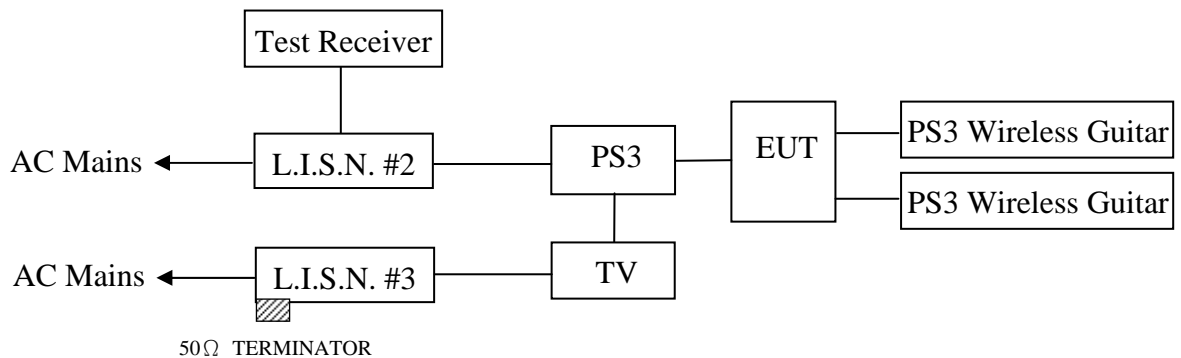 Test Receiver
AC Mains
L.I.S.N. #2
PS3
EUT
PS3 Wireless Guitar
PS3 Wireless Guitar
AC Mains
L.I.S.N. #3
TV
50Ω TERMINATOR